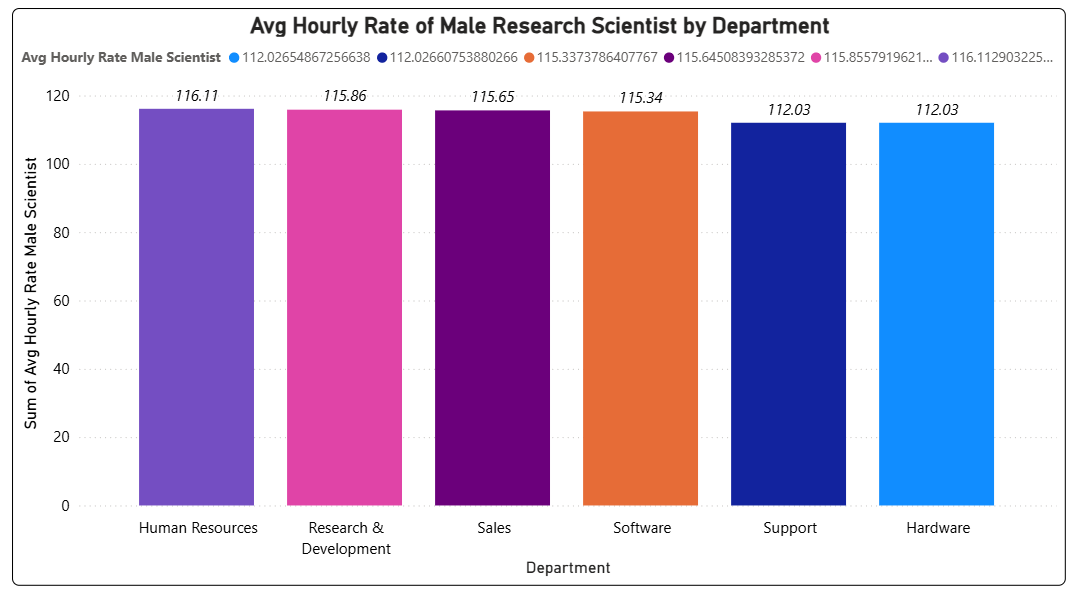 Avg Hourly Rate of Male Research Scientist by Department
Avg Hourly Rate Male Scientist 112.02654867256638 112.02660753880266 115.3373786407767 115.64508393285372 115.8557919621... 116.112903225...
Sum of Avg Hourly Rate Male Scientist
120
100
80
60
40
20
0
116.11 115.86 115.65 115.34 112.03 112.03
Human Resources Research & Sales Software Support Hardware
Development
Department